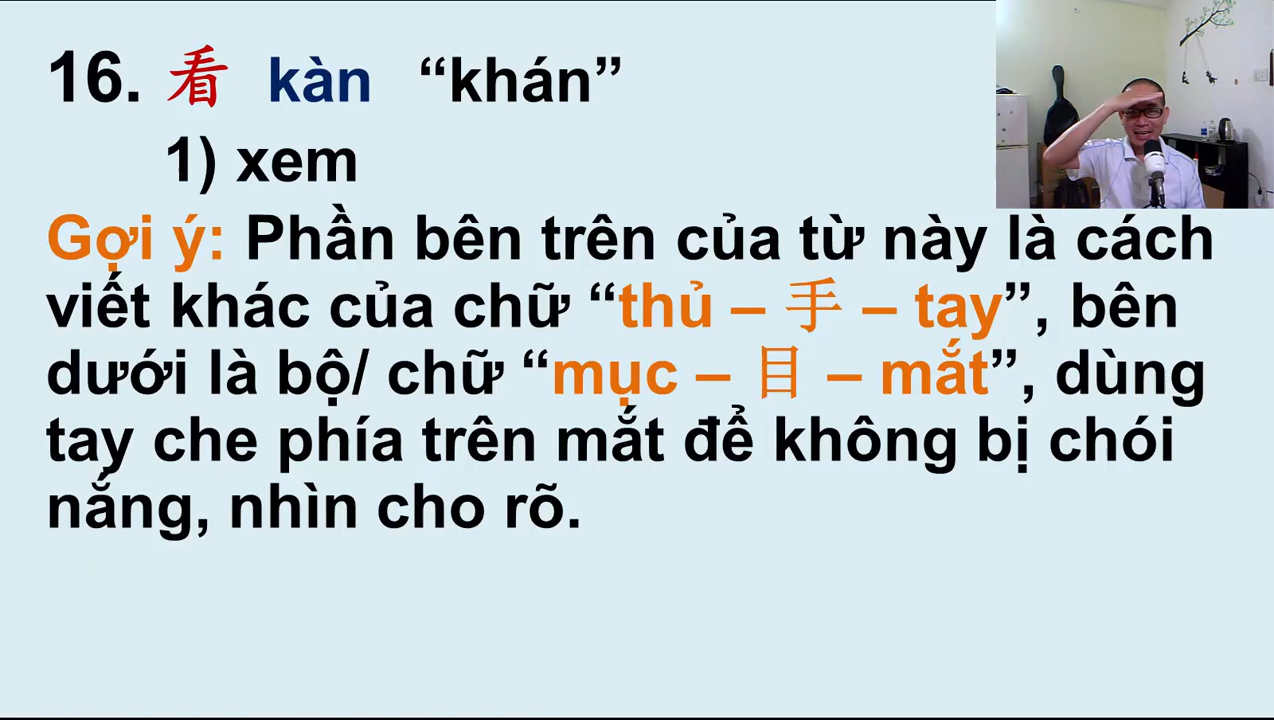 16. 看 kàn “khán”
1) xem
Gợi ý: Phần bên trên của từ này là cách
viết khác của chữ “thủ – 手 – tay”, bên
dưới là bộ/ chữ “mục – 目 – mắt”, dùng
tay che phía trên mắt để không bị chói
nắng, nhìn cho rõ.